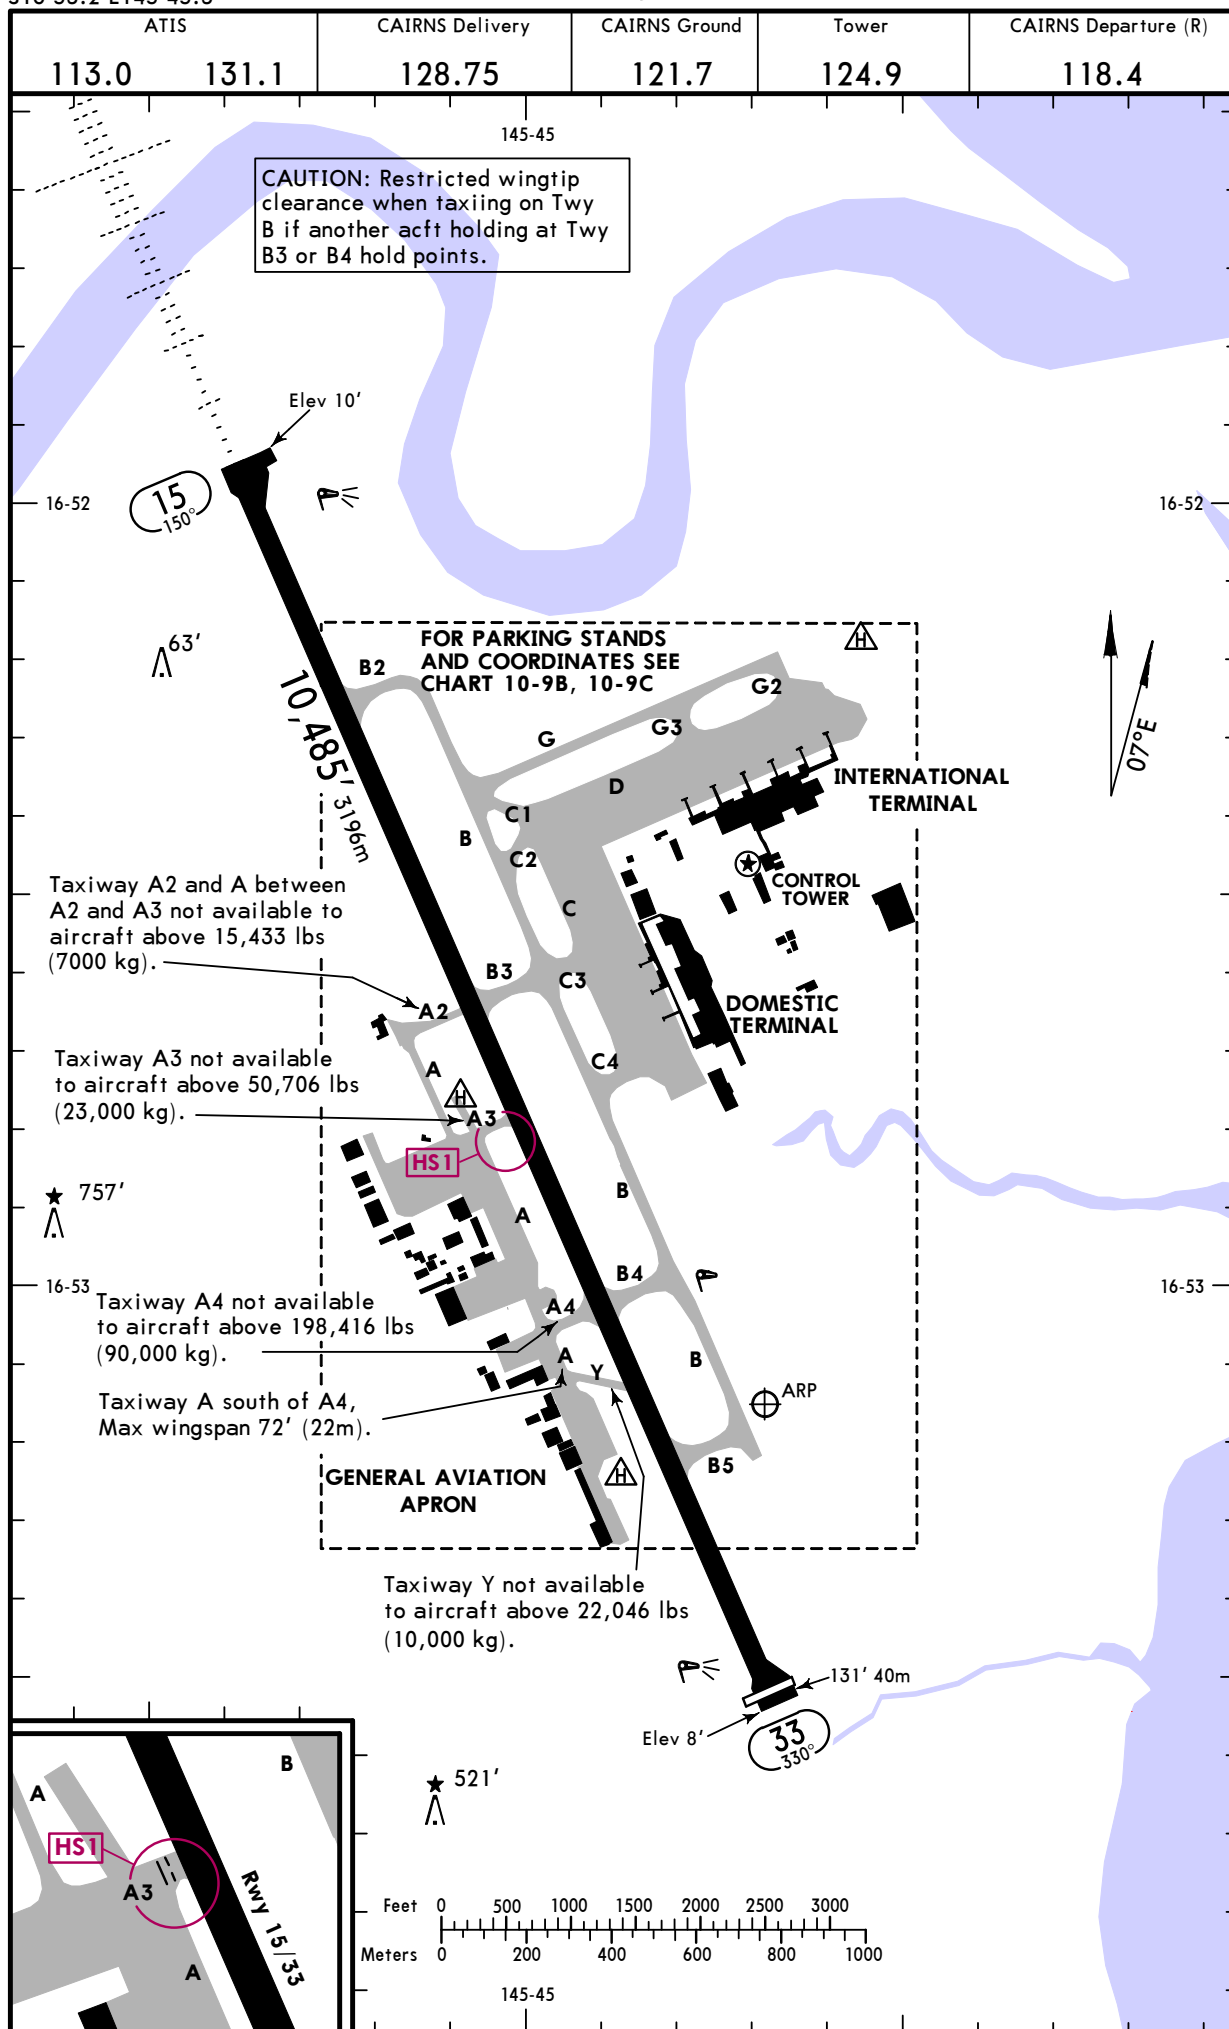 ATIS
113.0 131.1
CAIRNS Delivery
128.75
CAIRNS Ground
121.7
Tower
124.9
CAIRNS Departure (R)
118.4
145-45
CAUTION: Restricted wingtip
clearance when taxiing on Twy
B if another acft holding at Twy
B3 or B4 hold points.
Elev 10'
15
150°
16-52
16-52
63'
FOR PARKING STANDS
AND COORDINATES SEE
CHART 10-9B, 10-9C
H
B2
G2
G3
G
D
07°E
10,485'
3196m
INTERNATIONAL
TERMINAL
C1
B
C2
CONTROL
TOWER
C
Taxiway A2 and A between
A2 and A3 not available to
aircraft above 15,433 lbs
(7000 kg).
B3
C3
A2
DOMESTIC
TERMINAL
Taxiway A3 not available
to aircraft above 50,706 lbs
(23,000 kg).
A
C4
H
A3
HS1
757'
A
B
16-53
16-53
B4
Taxiway A4 not available
to aircraft above 198,416 lbs
(90,000 kg).
A4
A
Y
B
Taxiway A south of A4,
Max wingspan 72' (22m).
ARP
GENERAL AVIATION
APRON
H
B5
Taxiway Y not available
to aircraft above 22,046 lbs
(10,000 kg).
131' 40m
Elev 8'
33
330°
521'
A
B
HS1
A3
Rwy 15/33
A
Feet 0 500 1000 1500 2000 2500 3000
Meters 0 200 400 600 800 1000
145-45